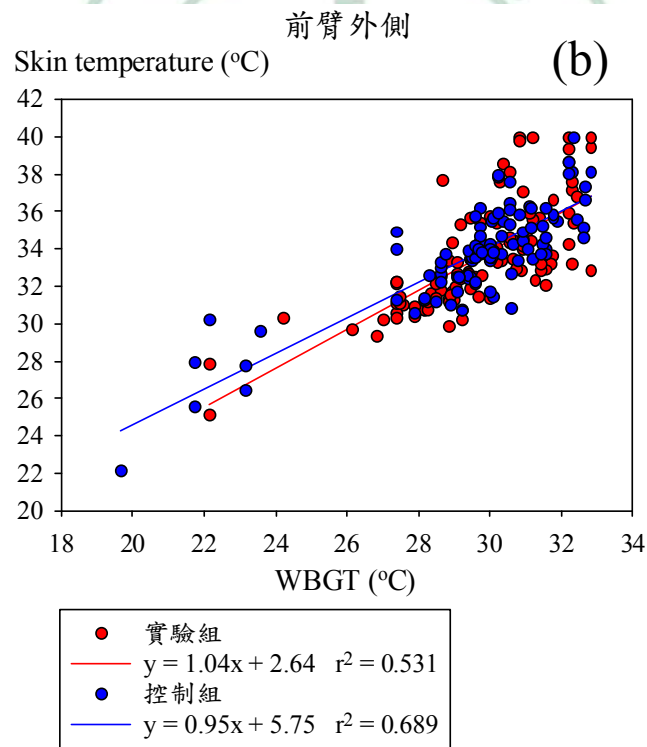 前臂外側
Skin temperature (°C)
(b)
42
40
38
36
34
32
30
28
26
24
22
20
18 20 22 24 26 28 30 32 34
WBGT (°C)
實驗組
y = 1.04x + 2.64 r² = 0.531
控制組
y = 0.95x + 5.75 r² = 0.689